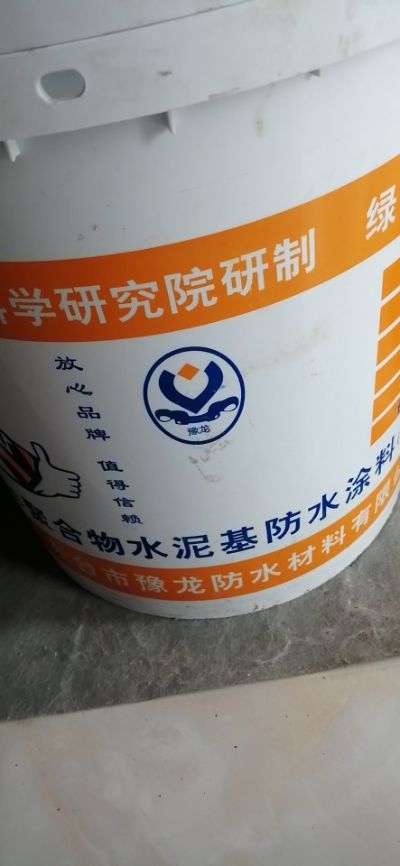 学研究院研制 绿
放心品牌 值得信赖
豫龙
合物水泥基防水涂料
市豫龙防水材料有限